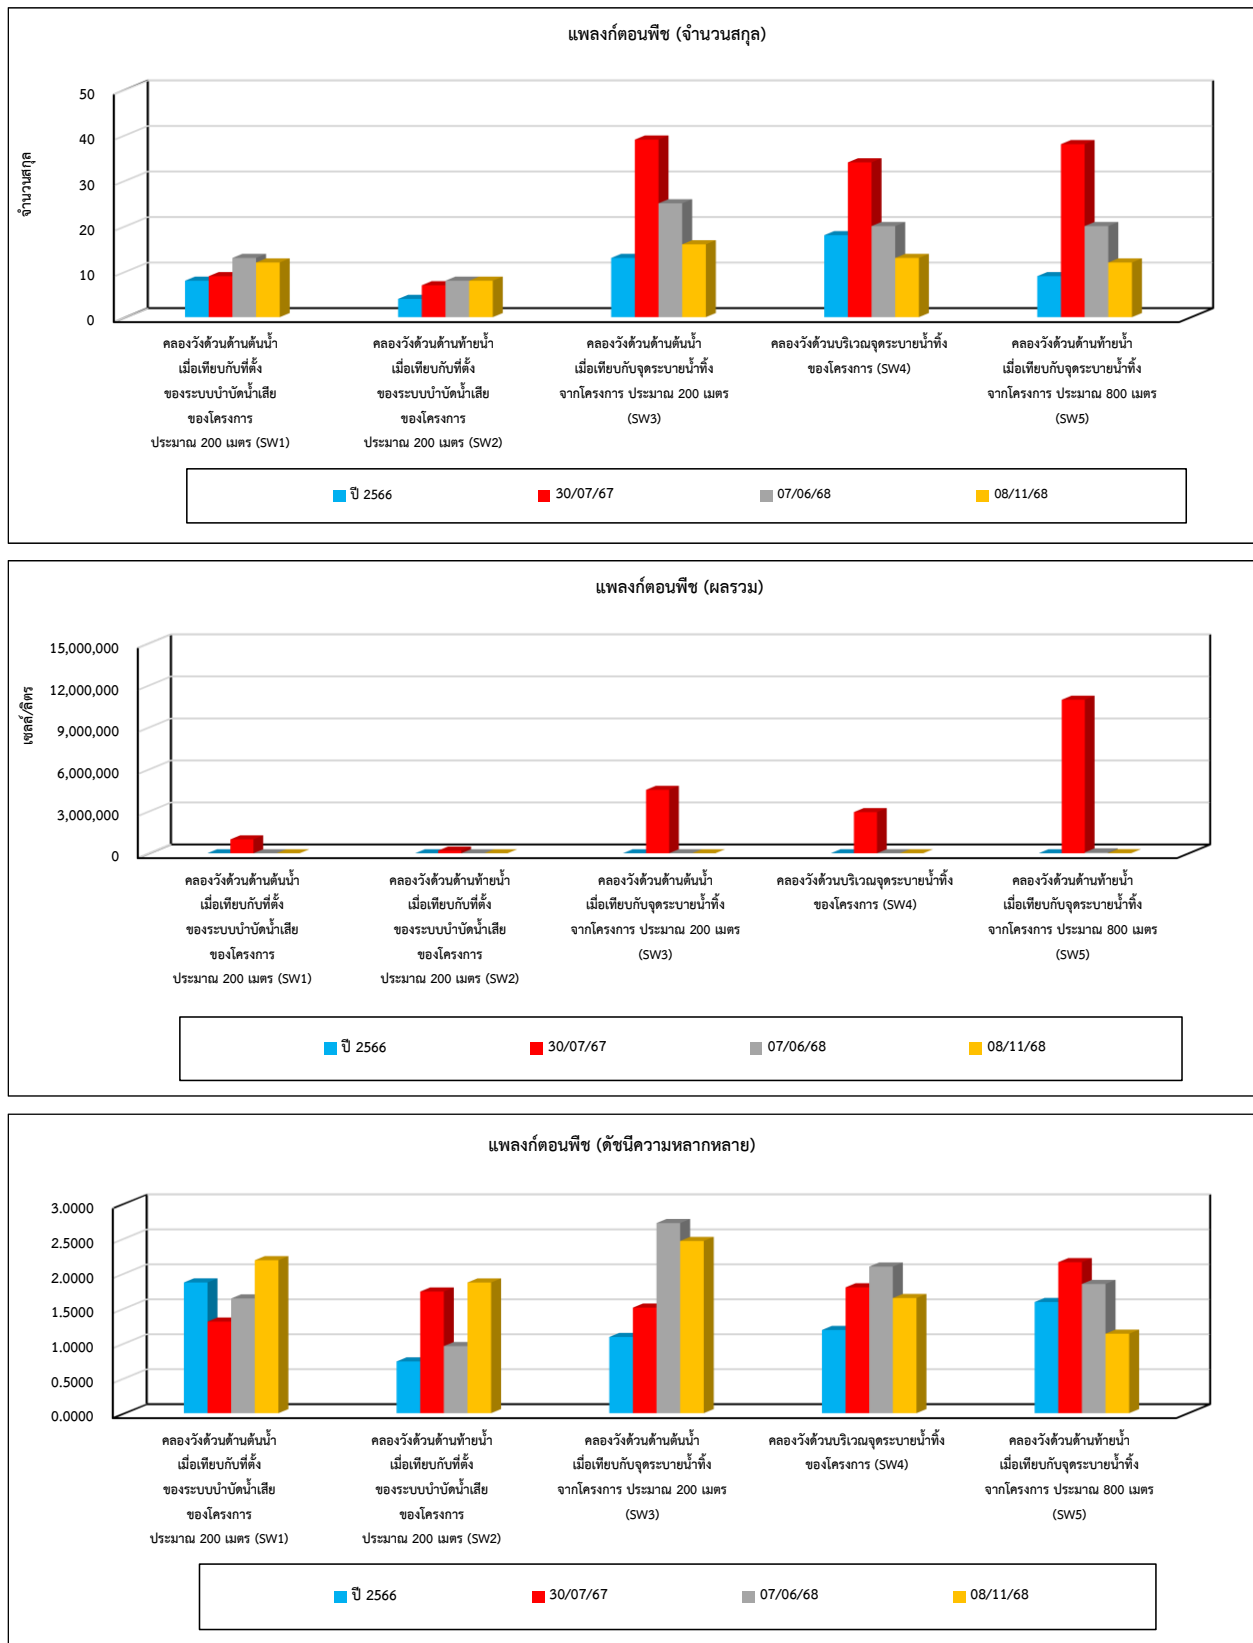 แพลงก์ตอนพืช (จำนวนสกุล)
จำนวนสกุล
50
40
30
20
10
0
คลองวังด้วนด้านต้นน้ำ
เมื่อเทียบกับที่ตั้ง
ของระบบบำบัดน้ำเสีย
ของโครงการ
ประมาณ 200 เมตร (SW1)
คลองวังด้วนด้านท้ายน้ำ
เมื่อเทียบกับที่ตั้ง
ของระบบบำบัดน้ำเสีย
ของโครงการ
ประมาณ 200 เมตร (SW2)
คลองวังด้วนด้านต้นน้ำ
เมื่อเทียบกับจุดระบายน้ำทิ้ง
จากโครงการ ประมาณ 200 เมตร
(SW3)
คลองวังด้วนบริเวณจุดระบายน้ำทิ้ง
ของโครงการ (SW4)
คลองวังด้วนด้านท้ายน้ำ
เมื่อเทียบกับจุดระบายน้ำทิ้ง
จากโครงการ ประมาณ 800 เมตร
(SW5)
ปี 2566 30/07/67 07/06/68 08/11/68
แพลงก์ตอนพืช (ผลรวม)
เซลล์/ลิตร
15,000,000
12,000,000
9,000,000
6,000,000
3,000,000
0
คลองวังด้วนด้านต้นน้ำ
เมื่อเทียบกับที่ตั้ง
ของระบบบำบัดน้ำเสีย
ของโครงการ
ประมาณ 200 เมตร (SW1)
คลองวังด้วนด้านท้ายน้ำ
เมื่อเทียบกับที่ตั้ง
ของระบบบำบัดน้ำเสีย
ของโครงการ
ประมาณ 200 เมตร (SW2)
คลองวังด้วนด้านต้นน้ำ
เมื่อเทียบกับจุดระบายน้ำทิ้ง
จากโครงการ ประมาณ 200 เมตร
(SW3)
คลองวังด้วนบริเวณจุดระบายน้ำทิ้ง
ของโครงการ (SW4)
คลองวังด้วนด้านท้ายน้ำ
เมื่อเทียบกับจุดระบายน้ำทิ้ง
จากโครงการ ประมาณ 800 เมตร
(SW5)
ปี 2566 30/07/67 07/06/68 08/11/68
แพลงก์ตอนพืช (ดัชนีความหลากหลาย)
3.0000
2.5000
2.0000
1.5000
1.0000
0.5000
0.0000
คลองวังด้วนด้านต้นน้ำ
เมื่อเทียบกับที่ตั้ง
ของระบบบำบัดน้ำเสีย
ของโครงการ
ประมาณ 200 เมตร (SW1)
คลองวังด้วนด้านท้ายน้ำ
เมื่อเทียบกับที่ตั้ง
ของระบบบำบัดน้ำเสีย
ของโครงการ
ประมาณ 200 เมตร (SW2)
คลองวังด้วนด้านต้นน้ำ
เมื่อเทียบกับจุดระบายน้ำทิ้ง
จากโครงการ ประมาณ 200 เมตร
(SW3)
คลองวังด้วนบริเวณจุดระบายน้ำทิ้ง
ของโครงการ (SW4)
คลองวังด้วนด้านท้ายน้ำ
เมื่อเทียบกับจุดระบายน้ำทิ้ง
จากโครงการ ประมาณ 800 เมตร
(SW5)
ปี 2566 30/07/67 07/06/68 08/11/68